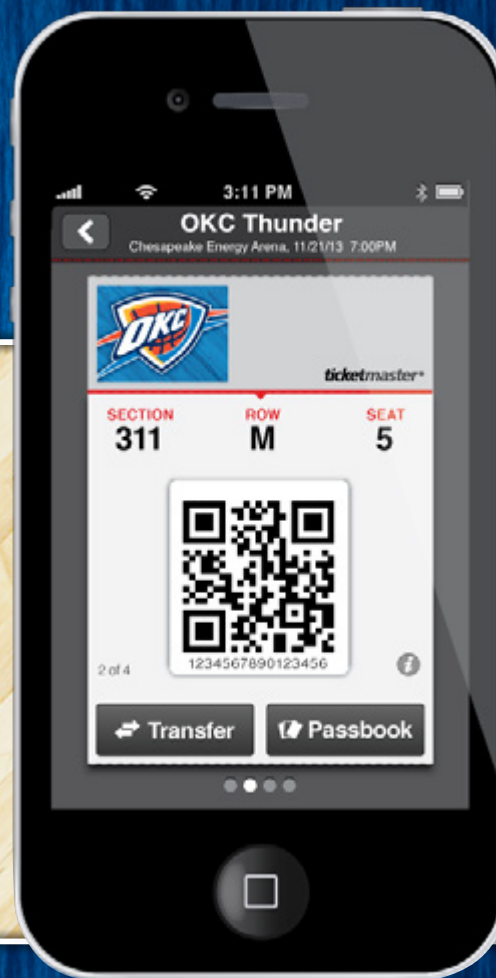 3:11 PM
OKC Thunder
Chesapeake Energy Arena, 11/21/13 7:00PM
OKC
ticketmaster®
SECTION ROW SEAT
311 M 5
1234567890123456
2 of 4 i
Transfer Passbook